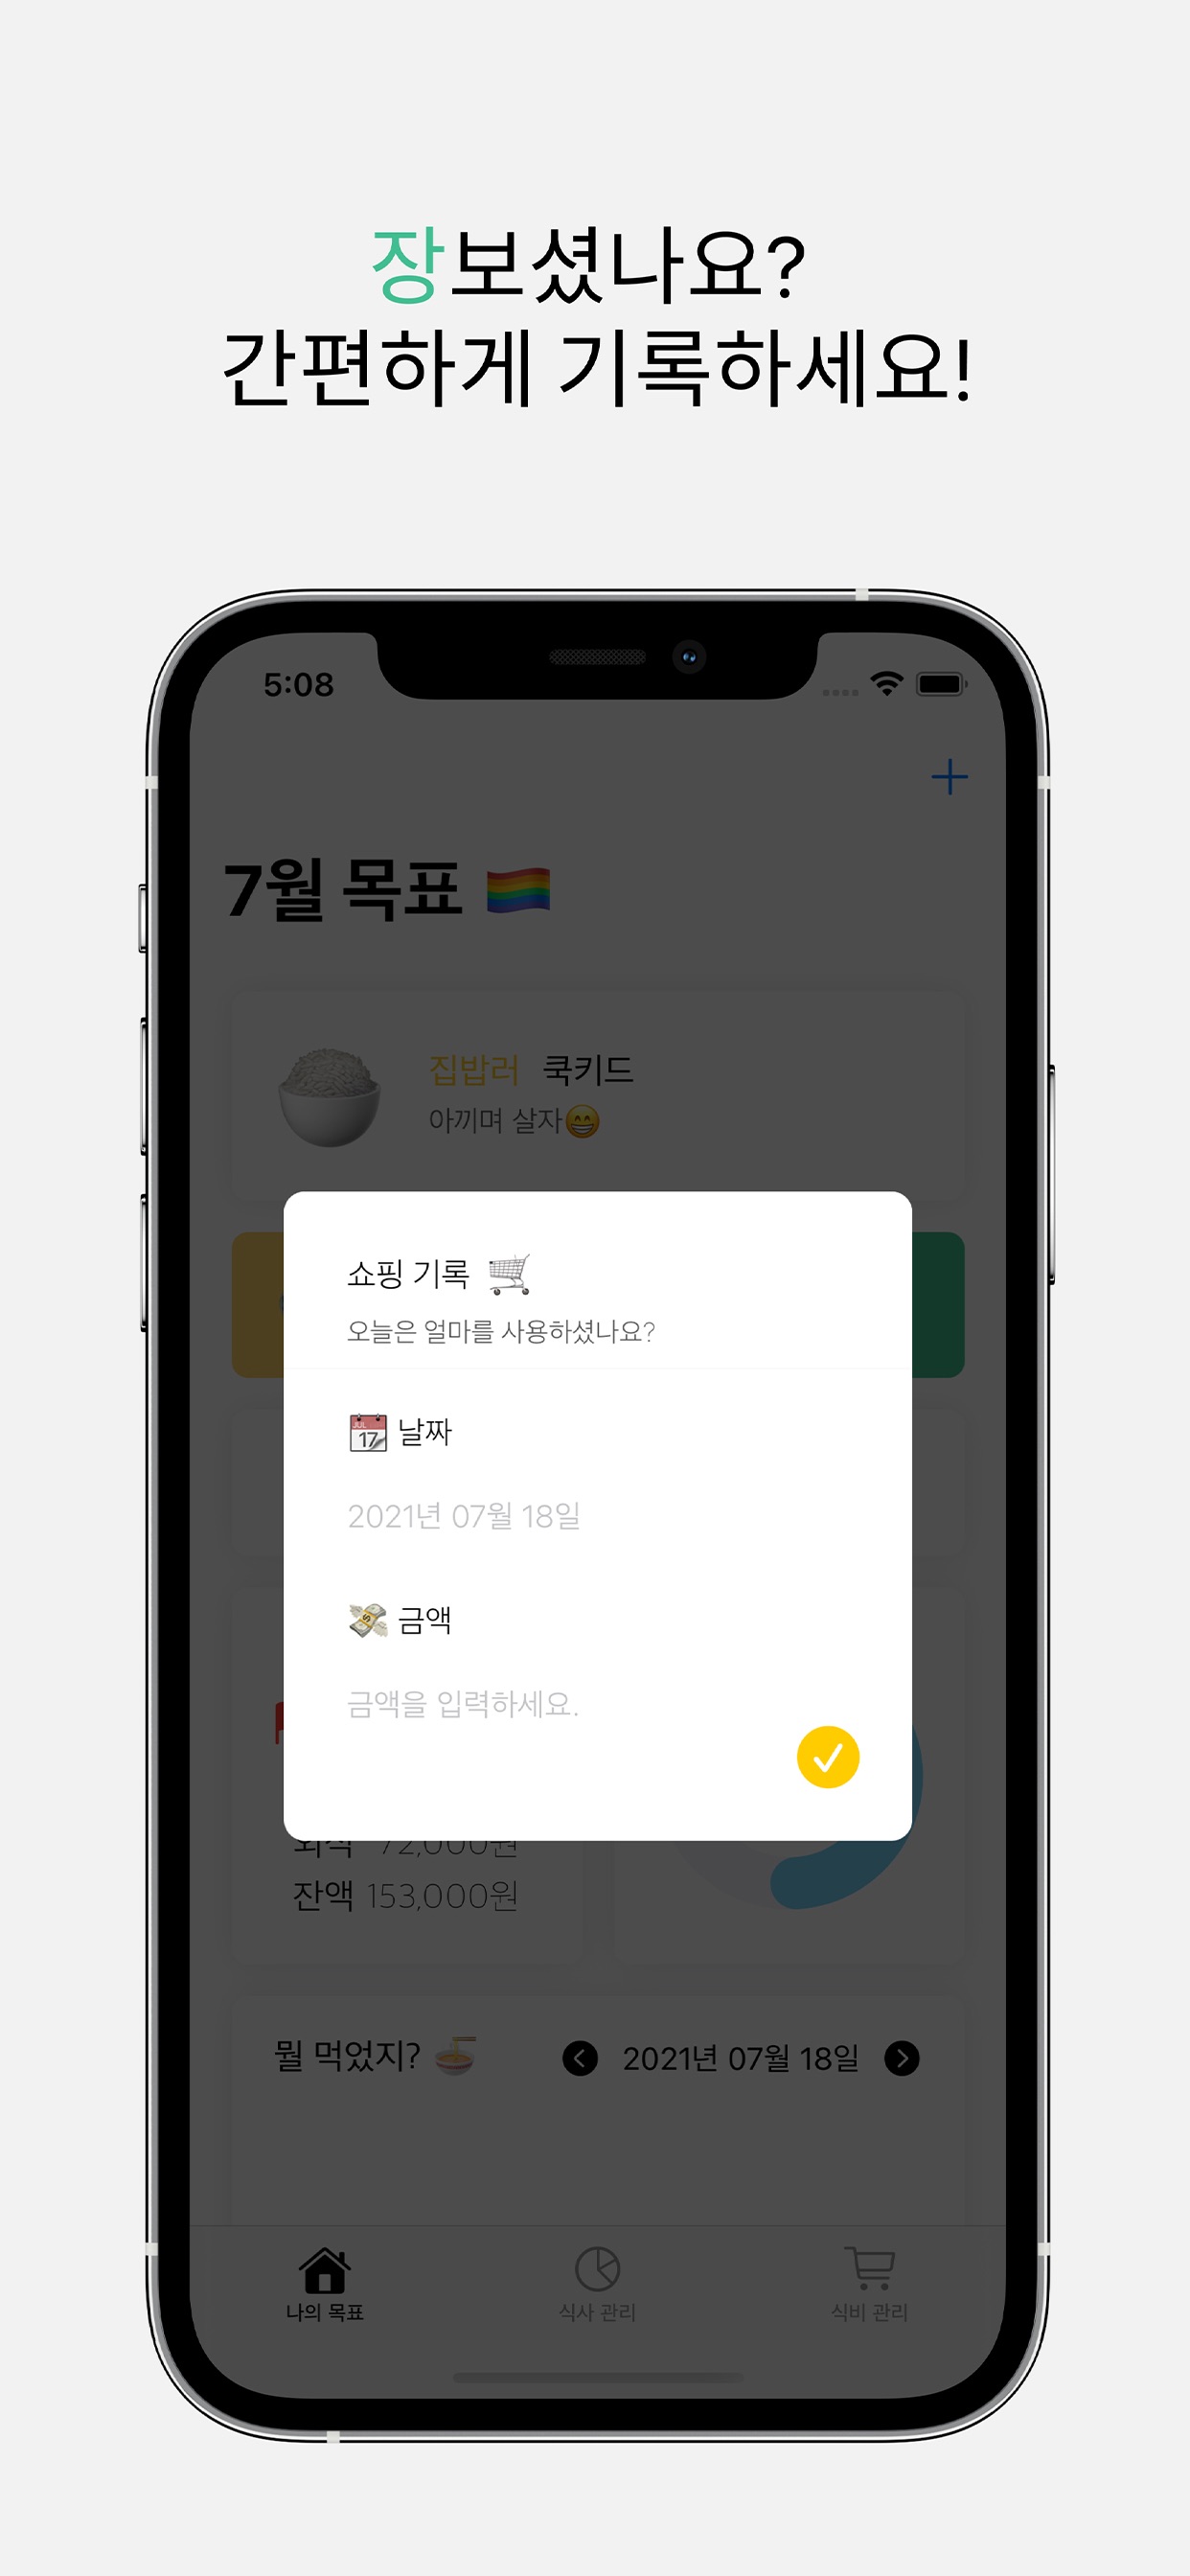 장보셨나요?
간편하게 기록하세요!
5:08
7월 목표 🏳️‍🌈
집밥러 쿡키드
아끼며 살자😁
쇼핑 기록 🛒
오늘은 얼마를 사용하셨나요?
📆 날짜
2021년 07월 18일
💸 금액
금액을 입력하세요.
외식 72,000원
잔액 153,000원
뭘 먹었지? 🍜 2021년 07월 18일
나의 목표 식사 관리 식비 관리